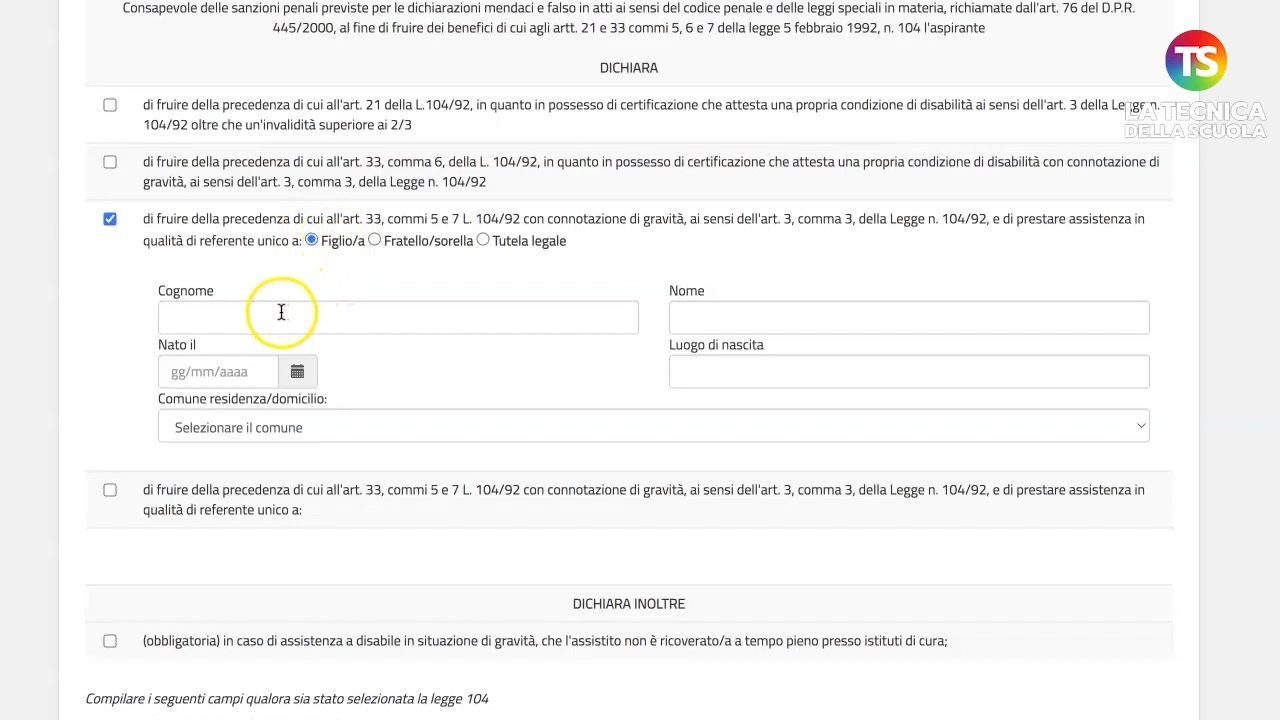 Consapevole delle sanzioni penali previste per le dichiarazioni mendaci e falso in atti ai sensi del codice penale e delle leggi speciali in materia, richiamate dall'art. 76 del D.P.R.
445/2000, al fine di fruire dei benefici di cui agli artt. 21 e 33 commi 5, 6 e 7 della legge 5 febbraio 1992, n. 104 l'aspirante
TS
LA TECNICA
DELLA SCUOLA
DICHIARA
di fruire della precedenza di cui all'art. 21 della L.104/92, in quanto in possesso di certificazione che attesta una propria condizione di disabilità ai sensi dell'art. 3 della Legge n.
104/92 oltre che un'invalidità superiore ai 2/3
di fruire della precedenza di cui all'art. 33, comma 6, della L. 104/92, in quanto in possesso di certificazione che attesta una propria condizione di disabilità con connotazione di
gravità, ai sensi dell'art. 3, comma 3, della Legge n. 104/92
di fruire della precedenza di cui all'art. 33, commi 5 e 7 L. 104/92 con connotazione di gravità, ai sensi dell'art. 3, comma 3, della Legge n. 104/92, e di prestare assistenza in
qualità di referente unico a: Figlio/a Fratello/sorella Tutela legale
Cognome
Nome
Nato il
Luogo di nascita
gg/mm/aaaa
Comune residenza/domicilio:
Selezionare il comune
di fruire della precedenza di cui all'art. 33, commi 5 e 7 L. 104/92 con connotazione di gravità, ai sensi dell'art. 3, comma 3, della Legge n. 104/92, e di prestare assistenza in
qualità di referente unico a:
DICHIARA INOLTRE
(obbligatoria) in caso di assistenza a disabile in situazione di gravità, che l'assistito non è ricoverato/a a tempo pieno presso istituti di cura;
Compilare i seguenti campi qualora sia stato selezionata la legge 104